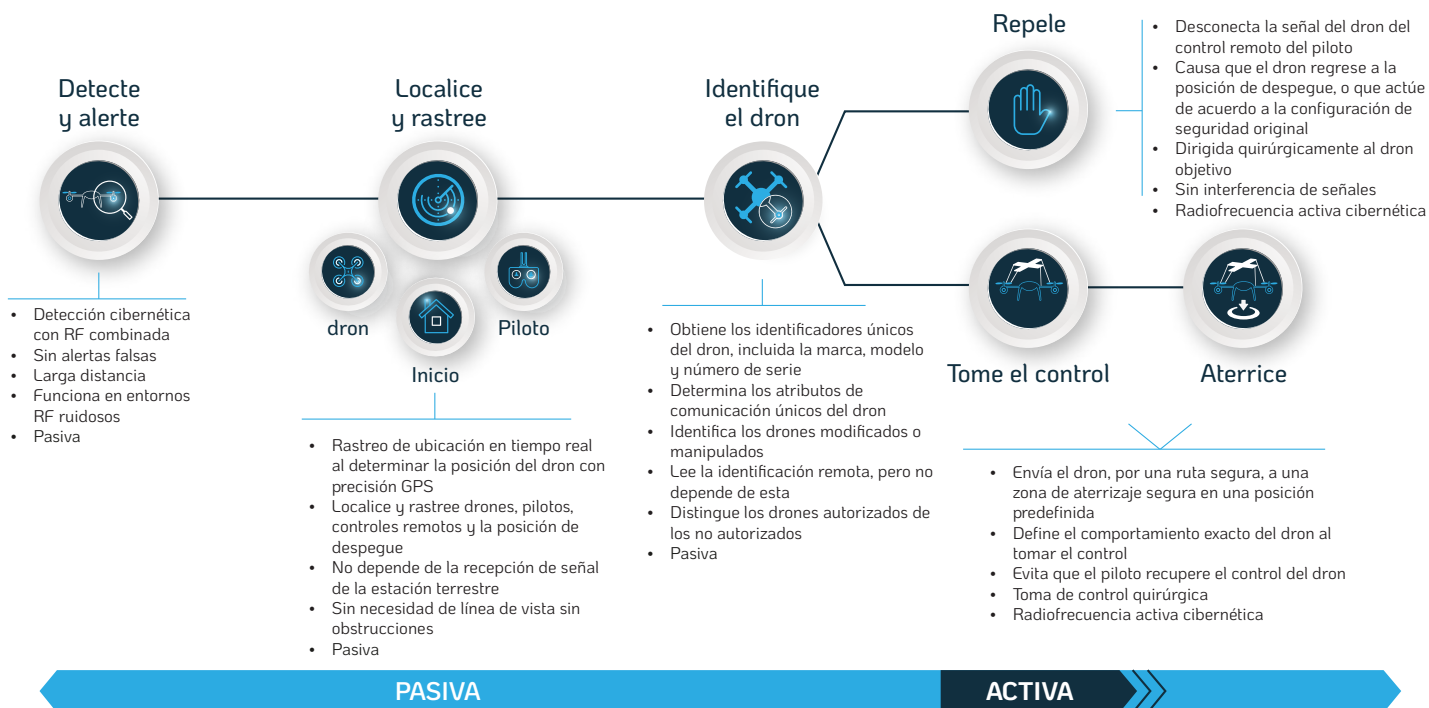 Detecte
y alerte
• Detección cibernética
con RF combinada
• Sin alertas falsas
• Larga distancia
• Funciona en entornos
RF ruidosos
• Pasiva
Localice
y rastree
dron
Inicio
Piloto
• Rastreo de ubicación en tiempo real
al determinar la posición del dron con
precisión GPS
• Localice y rastree drones, pilotos,
controles remotos y la posición de
despegue
• No depende de la recepción de señal
de la estación terrestre
• Sin necesidad de línea de vista sin
obstrucciones
• Pasiva
Identifique
el dron
• Obtiene los identificadores únicos
del dron, incluida la marca, modelo
y número de serie
• Determina los atributos de
comunicación únicos del dron
• Identifica los drones modificados o
manipulados
• Lee la identificación remota, pero no
depende de esta
• Distingue los drones autorizados de
los no autorizados
• Pasiva
Repele
• Desconecta la señal del dron del
control remoto del piloto
• Causa que el dron regrese a la
posición de despegue, o que actúe
de acuerdo a la configuración de
seguridad original
• Dirigida quirúrgicamente al dron
objetivo
• Sin interferencia de señales
• Radiofrecuencia activa cibernética
Tome el control
Aterrice
• Envía el dron, por una ruta segura, a una
zona de aterrizaje segura en una posición
predefinida
• Define el comportamiento exacto del dron al
tomar el control
• Evita que el piloto recupere el control del dron
• Toma de control quirúrgica
• Radiofrecuencia activa cibernética
PASIVA
ACTIVA